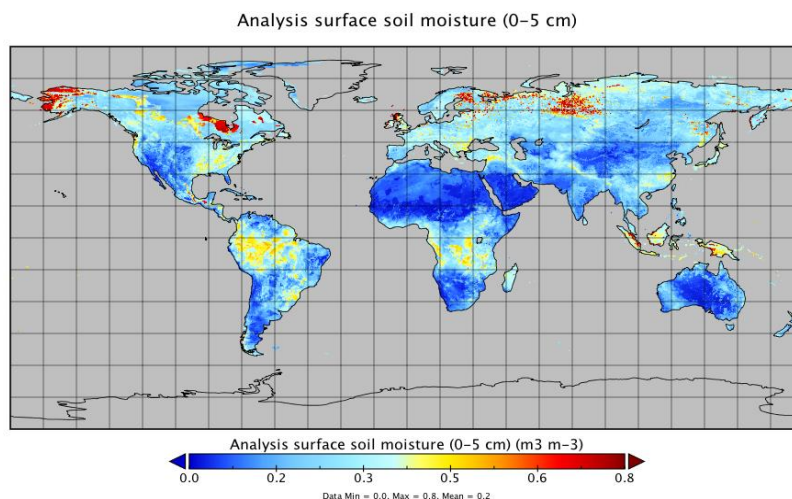 Analysis surface soil moisture (0-5 cm)
Analysis surface soil moisture (0-5 cm) (m3 m-3)
0.0 0.2 0.3 0.5 0.6 0.8
Data Min = 0.0, Max = 0.8, Mean = 0.2